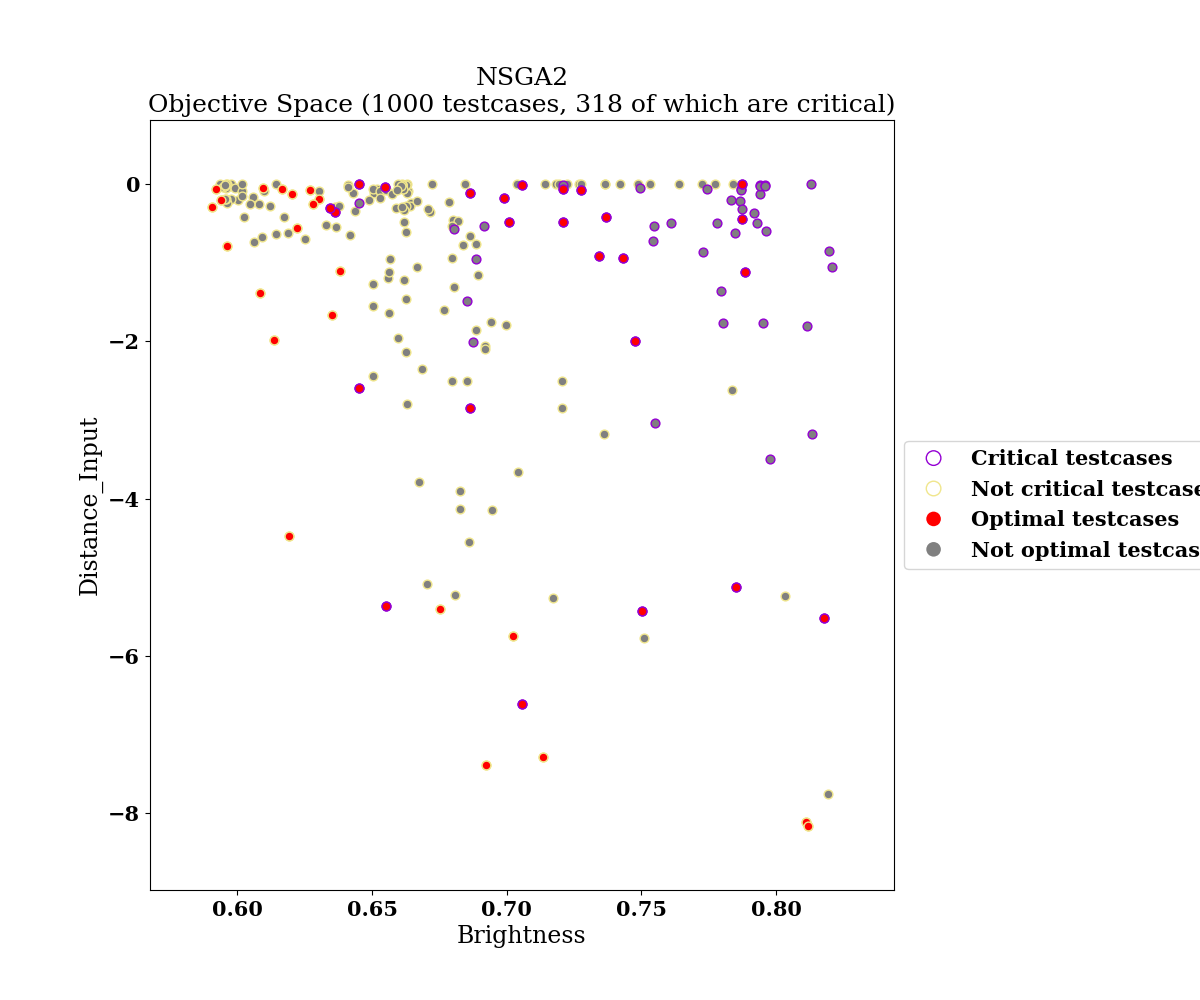 NSGA2
Objective Space (1000 testcases, 318 of which are critical)
0
−2
−4
−6
−8
Distance_Input
0.60 0.65 0.70 0.75 0.80
Brightness
Critical testcases
Not critical testcase
Optimal testcases
Not optimal testcas